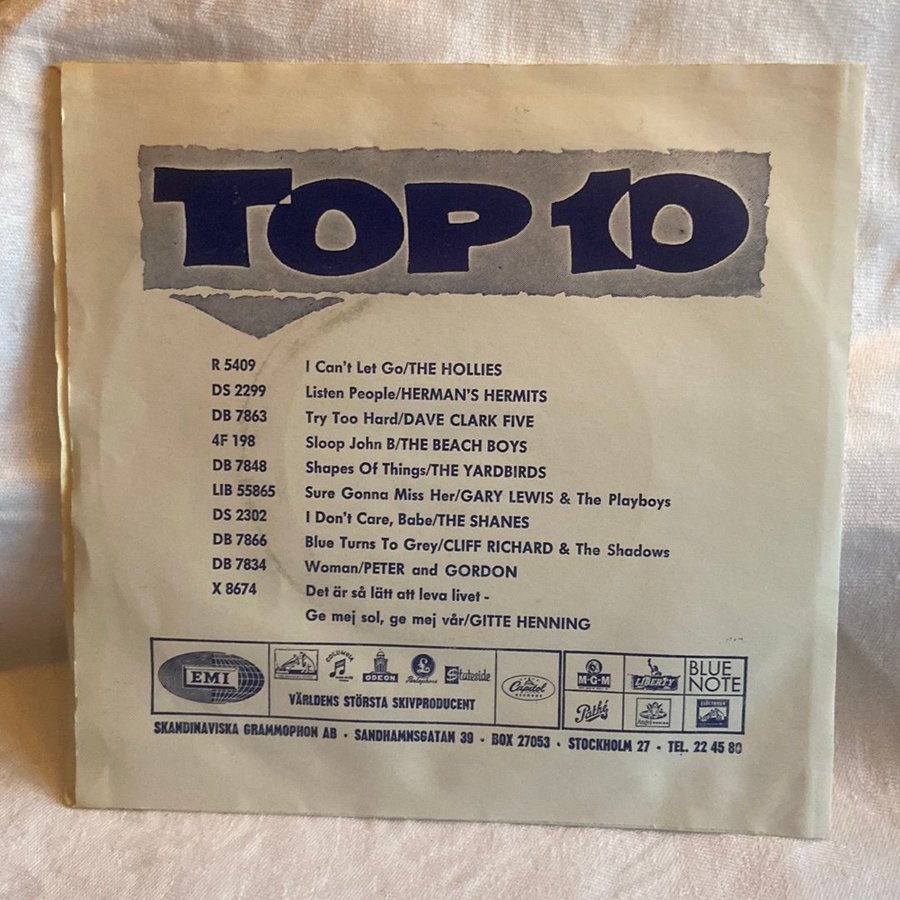 TOP 10
R 5409 I Can't Let Go/THE HOLLIES
DS 2299 Listen People/HERMAN'S HERMITS
DB 7863 Try Too Hard/DAVE CLARK FIVE
4F 198 Sloop John B/THE BEACH BOYS
DB 7848 Shapes Of Things/THE YARDBIRDS
LIB 55865 Sure Gonna Miss Her/GARY LEWIS & The Playboys
DS 2302 I Don't Care, Babe/THE SHANES
DB 7866 Blue Turns To Grey/CLIFF RICHARD & The Shadows
DB 7834 Woman/PETER and GORDON
X 8674 Det är så lätt att leva livet -
Ge mej sol, ge mej vår/GITTE HENNING
EMI
COLUMBIA ODEON Parlophone Stateside
VÄRLDENS STÖRSTA SKIVPRODUCENT
Capitol
RECORDS
M-G-M LIBERTY BLUE NOTE
Pathé Angel ELECTROLA
SKANDINAVISKA GRAMMOPHON AB • SANDHAMNSGATAN 39 • BOX 27053 • STOCKHOLM 27 • TEL. 22 45 80